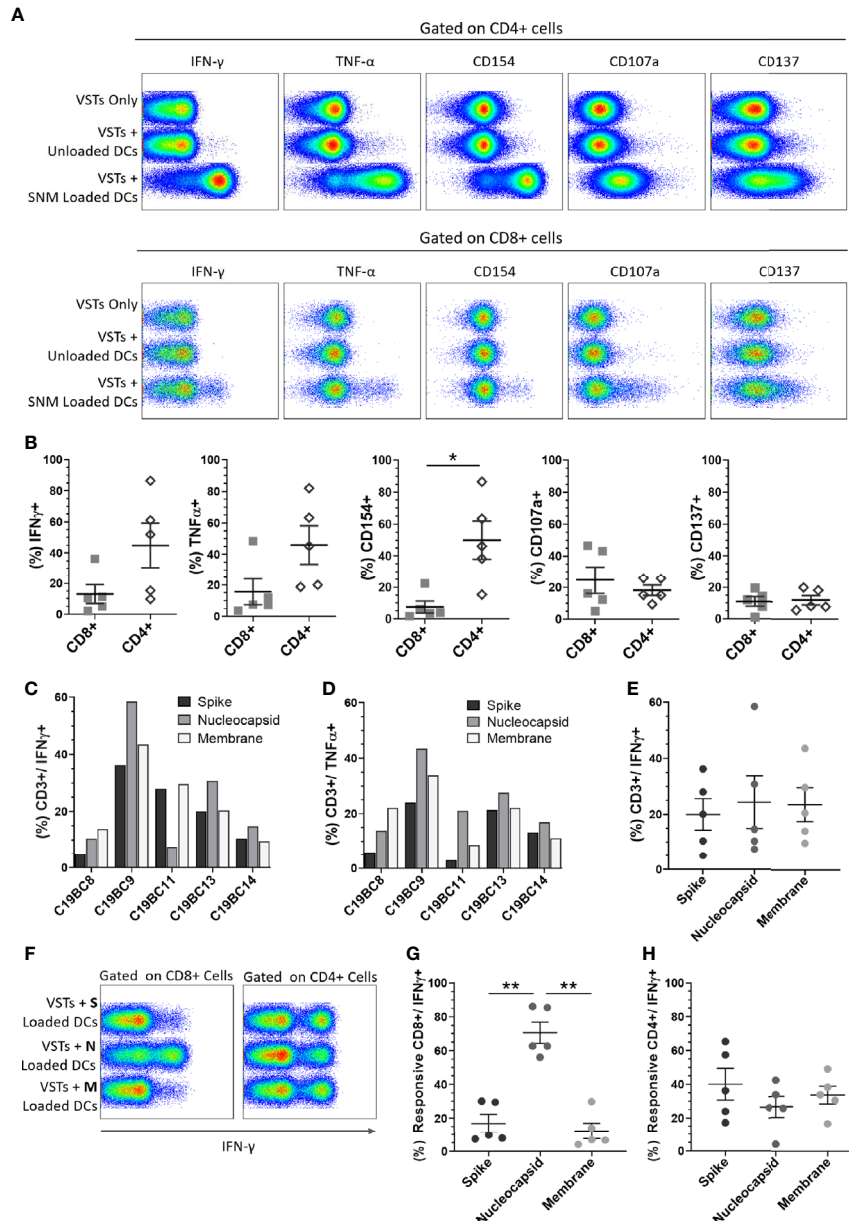 A
Gated on CD4+ cells
IFN-γ TNF-α CD154 CD107a CD137
VSTs Only
VSTs +
Unloaded DCs
VSTs +
SNM Loaded DCs
Gated on CD8+ cells
IFN-γ TNF-α CD154 CD107a CD137
VSTs Only
VSTs +
Unloaded DCs
VSTs +
SNM Loaded DCs
B
(%) IFNγ+
100
80
60
40
20
0
CD8+ CD4+
(%) TNFα+
100
80
60
40
20
0
CD8+ CD4+
(%) CD154+
100
80
60
40
20
0
*
CD8+ CD4+
(%) CD107a+
100
80
60
40
20
0
CD8+ CD4+
(%) CD137+
100
80
60
40
20
0
CD8+ CD4+
C
(%) CD3+/ IFNγ+
60
40
20
0
Spike
Nucleocapsid
Membrane
C19BC8 C19BC9 C19BC11 C19BC13 C19BC14
D
(%) CD3+/ TNFα+
60
40
20
0
Spike
Nucleocapsid
Membrane
C19BC8 C19BC9 C19BC11 C19BC13 C19BC14
E
(%) CD3+/ IFNγ+
60
40
20
0
Spike Nucleocapsid Membrane
F
Gated on CD8+ Cells Gated on CD4+ Cells
VSTs + S
Loaded DCs
VSTs + N
Loaded DCs
VSTs + M
Loaded DCs
IFN-γ
G
(%) Responsive CD8+/ IFNγ+
100
80
60
40
20
0
** **
Spike Nucleocapsid Membrane
H
(%) Responsive CD4+/ IFNγ+
100
80
60
40
20
0
Spike Nucleocapsid Membrane